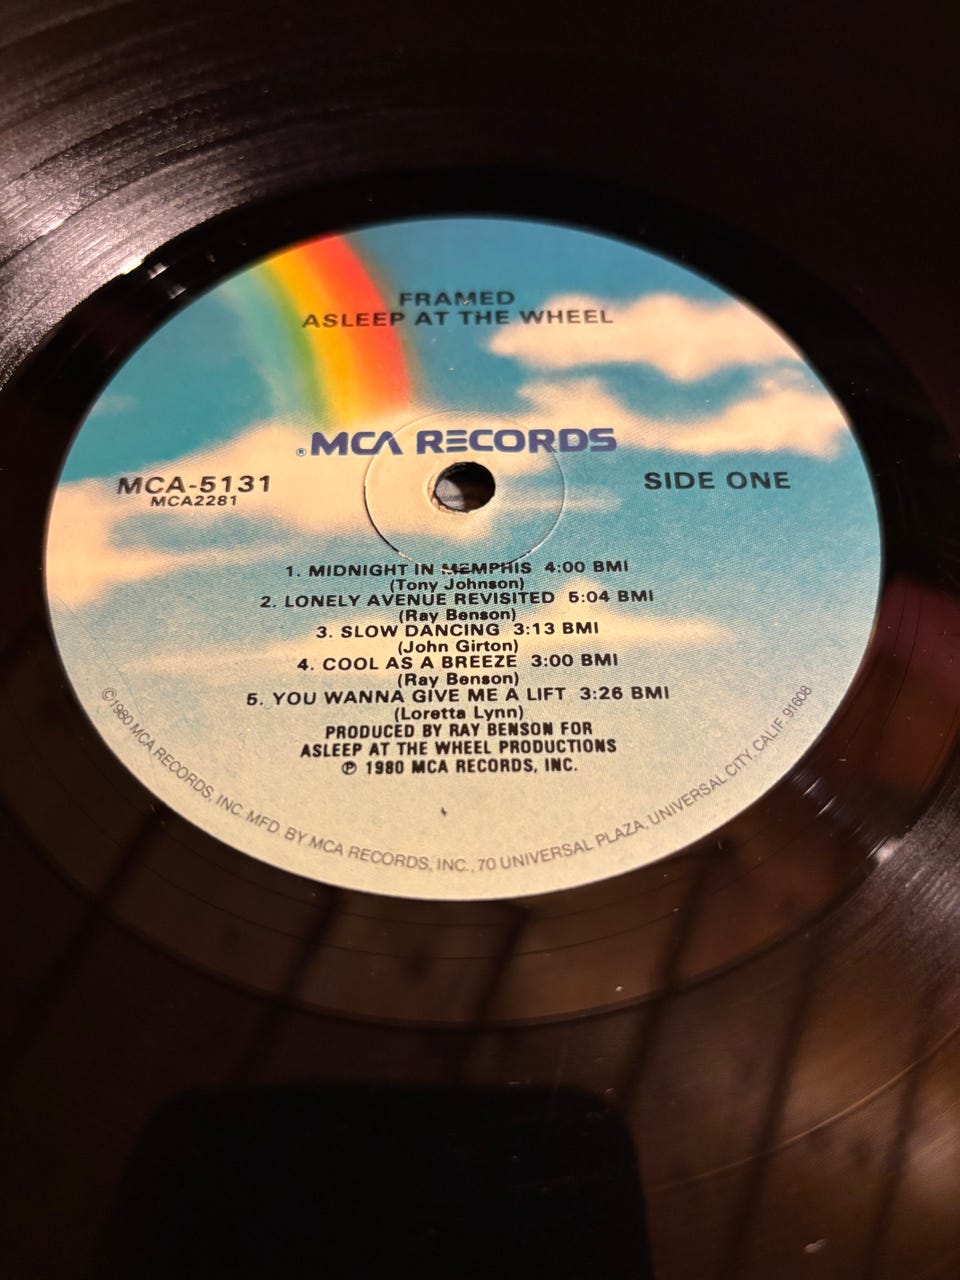 FRAMED
ASLEEP AT THE WHEEL
®MCA RECORDS
MCA-5131
MCA2281
SIDE ONE
1. MIDNIGHT IN MEMPHIS 4:00 BMI
(Tony Johnson)
2. LONELY AVENUE REVISITED 5:04 BMI
(Ray Benson)
3. SLOW DANCING 3:13 BMI
(John Girton)
4. COOL AS A BREEZE 3:00 BMI
(Ray Benson)
5. YOU WANNA GIVE ME A LIFT 3:26 BMI
(Loretta Lynn)
PRODUCED BY RAY BENSON FOR
ASLEEP AT THE WHEEL PRODUCTIONS
℗ 1980 MCA RECORDS, INC.
©1980 MCA RECORDS, INC. MFD. BY MCA RECORDS, INC., 70 UNIVERSAL PLAZA, UNIVERSAL CITY, CALIF. 91608